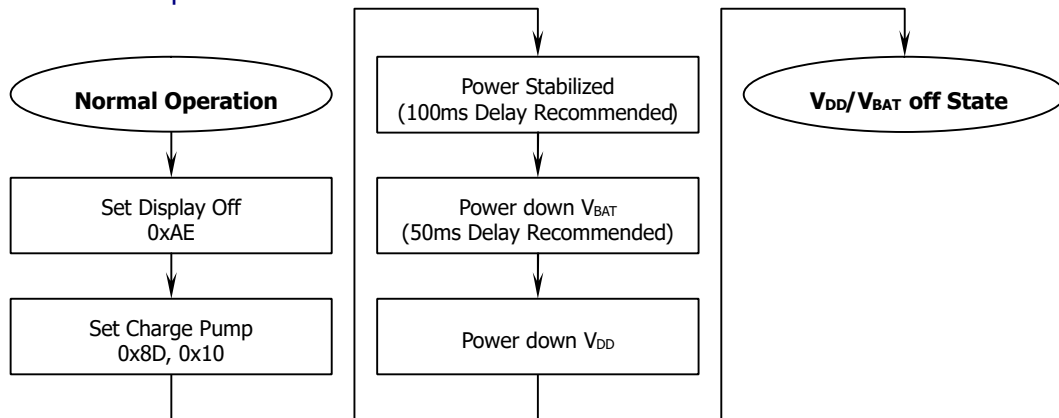 Normal Operation
Set Display Off
0xAE
Set Charge Pump
0x8D, 0x10
Power Stabilized
(100ms Delay Recommended)
Power down VBAT
(50ms Delay Recommended)
Power down VDD
VDD/VBAT off State